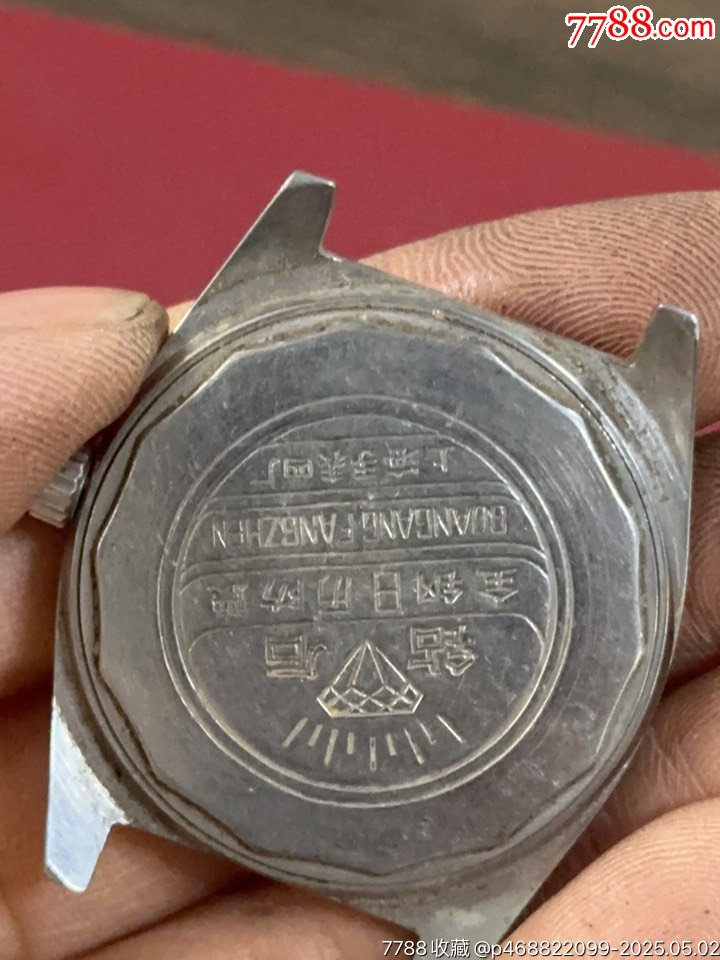 7788.com
钻石
全钢日历防震
QUANGANG FANGZHEN
上海手表四厂
7788收藏@p468822099-2025.05.02